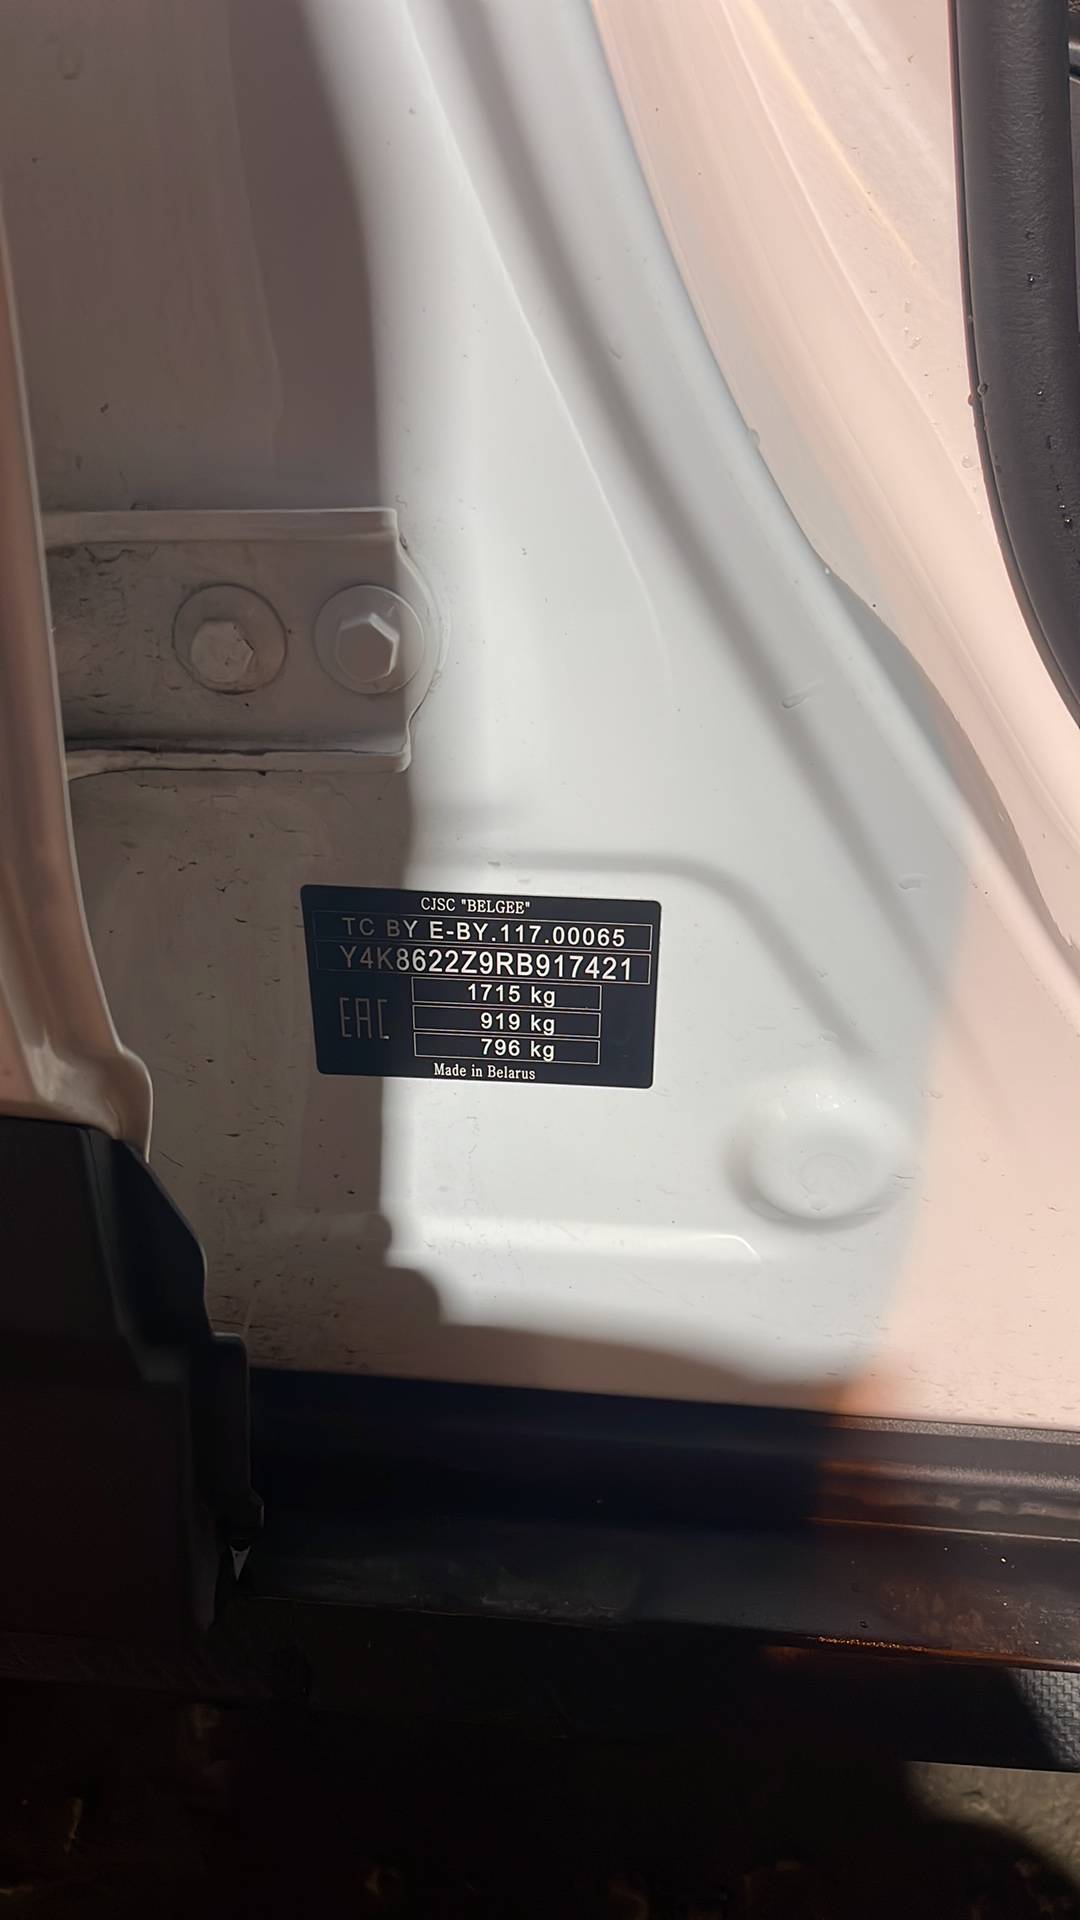 CJSC "BELGEE"
TC BY E-BY.117.00065
Y4K8622Z9RB917421
1715 kg
EAC
919 kg
796 kg
Made in Belarus